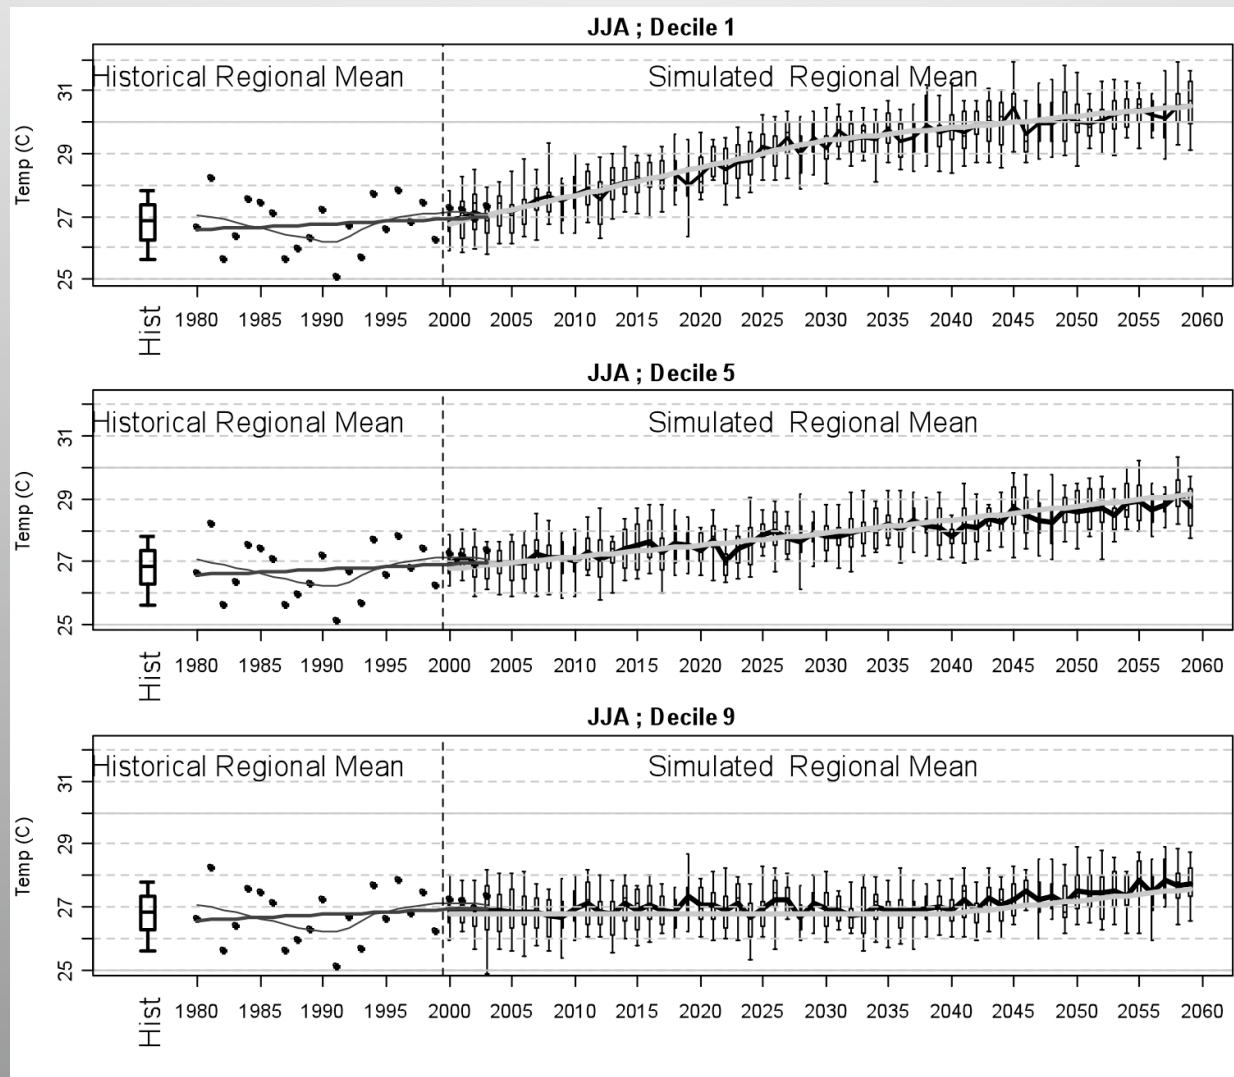 JJA ; Decile 1
Historical Regional Mean Simulated Regional Mean
Temp (C)
31
29
27
25
Hist 1980 1985 1990 1995 2000 2005 2010 2015 2020 2025 2030 2035 2040 2045 2050 2055 2060
JJA ; Decile 5
Historical Regional Mean Simulated Regional Mean
Temp (C)
31
29
27
25
Hist 1980 1985 1990 1995 2000 2005 2010 2015 2020 2025 2030 2035 2040 2045 2050 2055 2060
JJA ; Decile 9
Historical Regional Mean Simulated Regional Mean
Temp (C)
31
29
27
25
Hist 1980 1985 1990 1995 2000 2005 2010 2015 2020 2025 2030 2035 2040 2045 2050 2055 2060